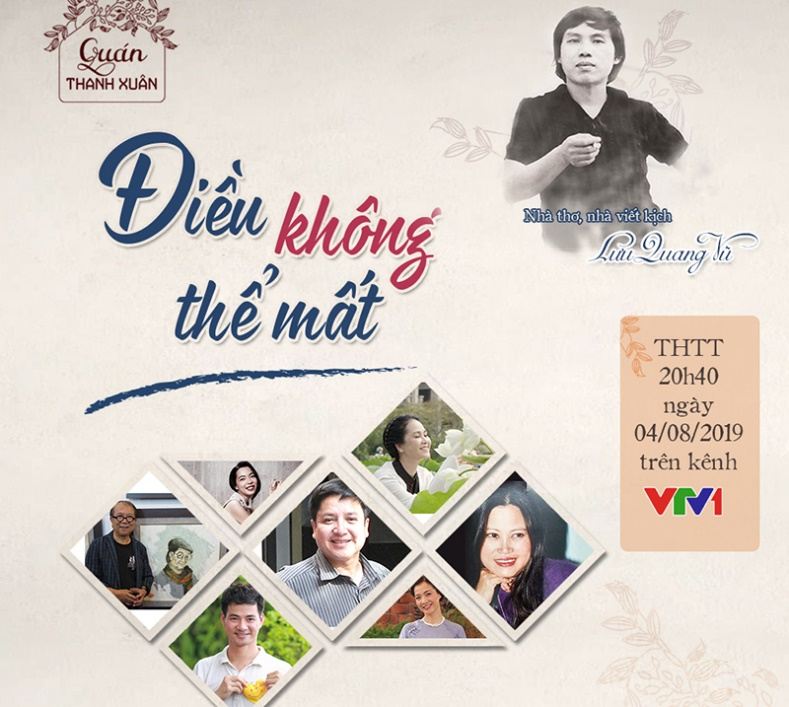 Quán
THANH XUÂN
Điều không
thể mất
Nhà thơ, nhà viết kịch
Lưu Quang Vũ
THTT
20h40
ngày
04/08/2019
trên kênh
VTV1